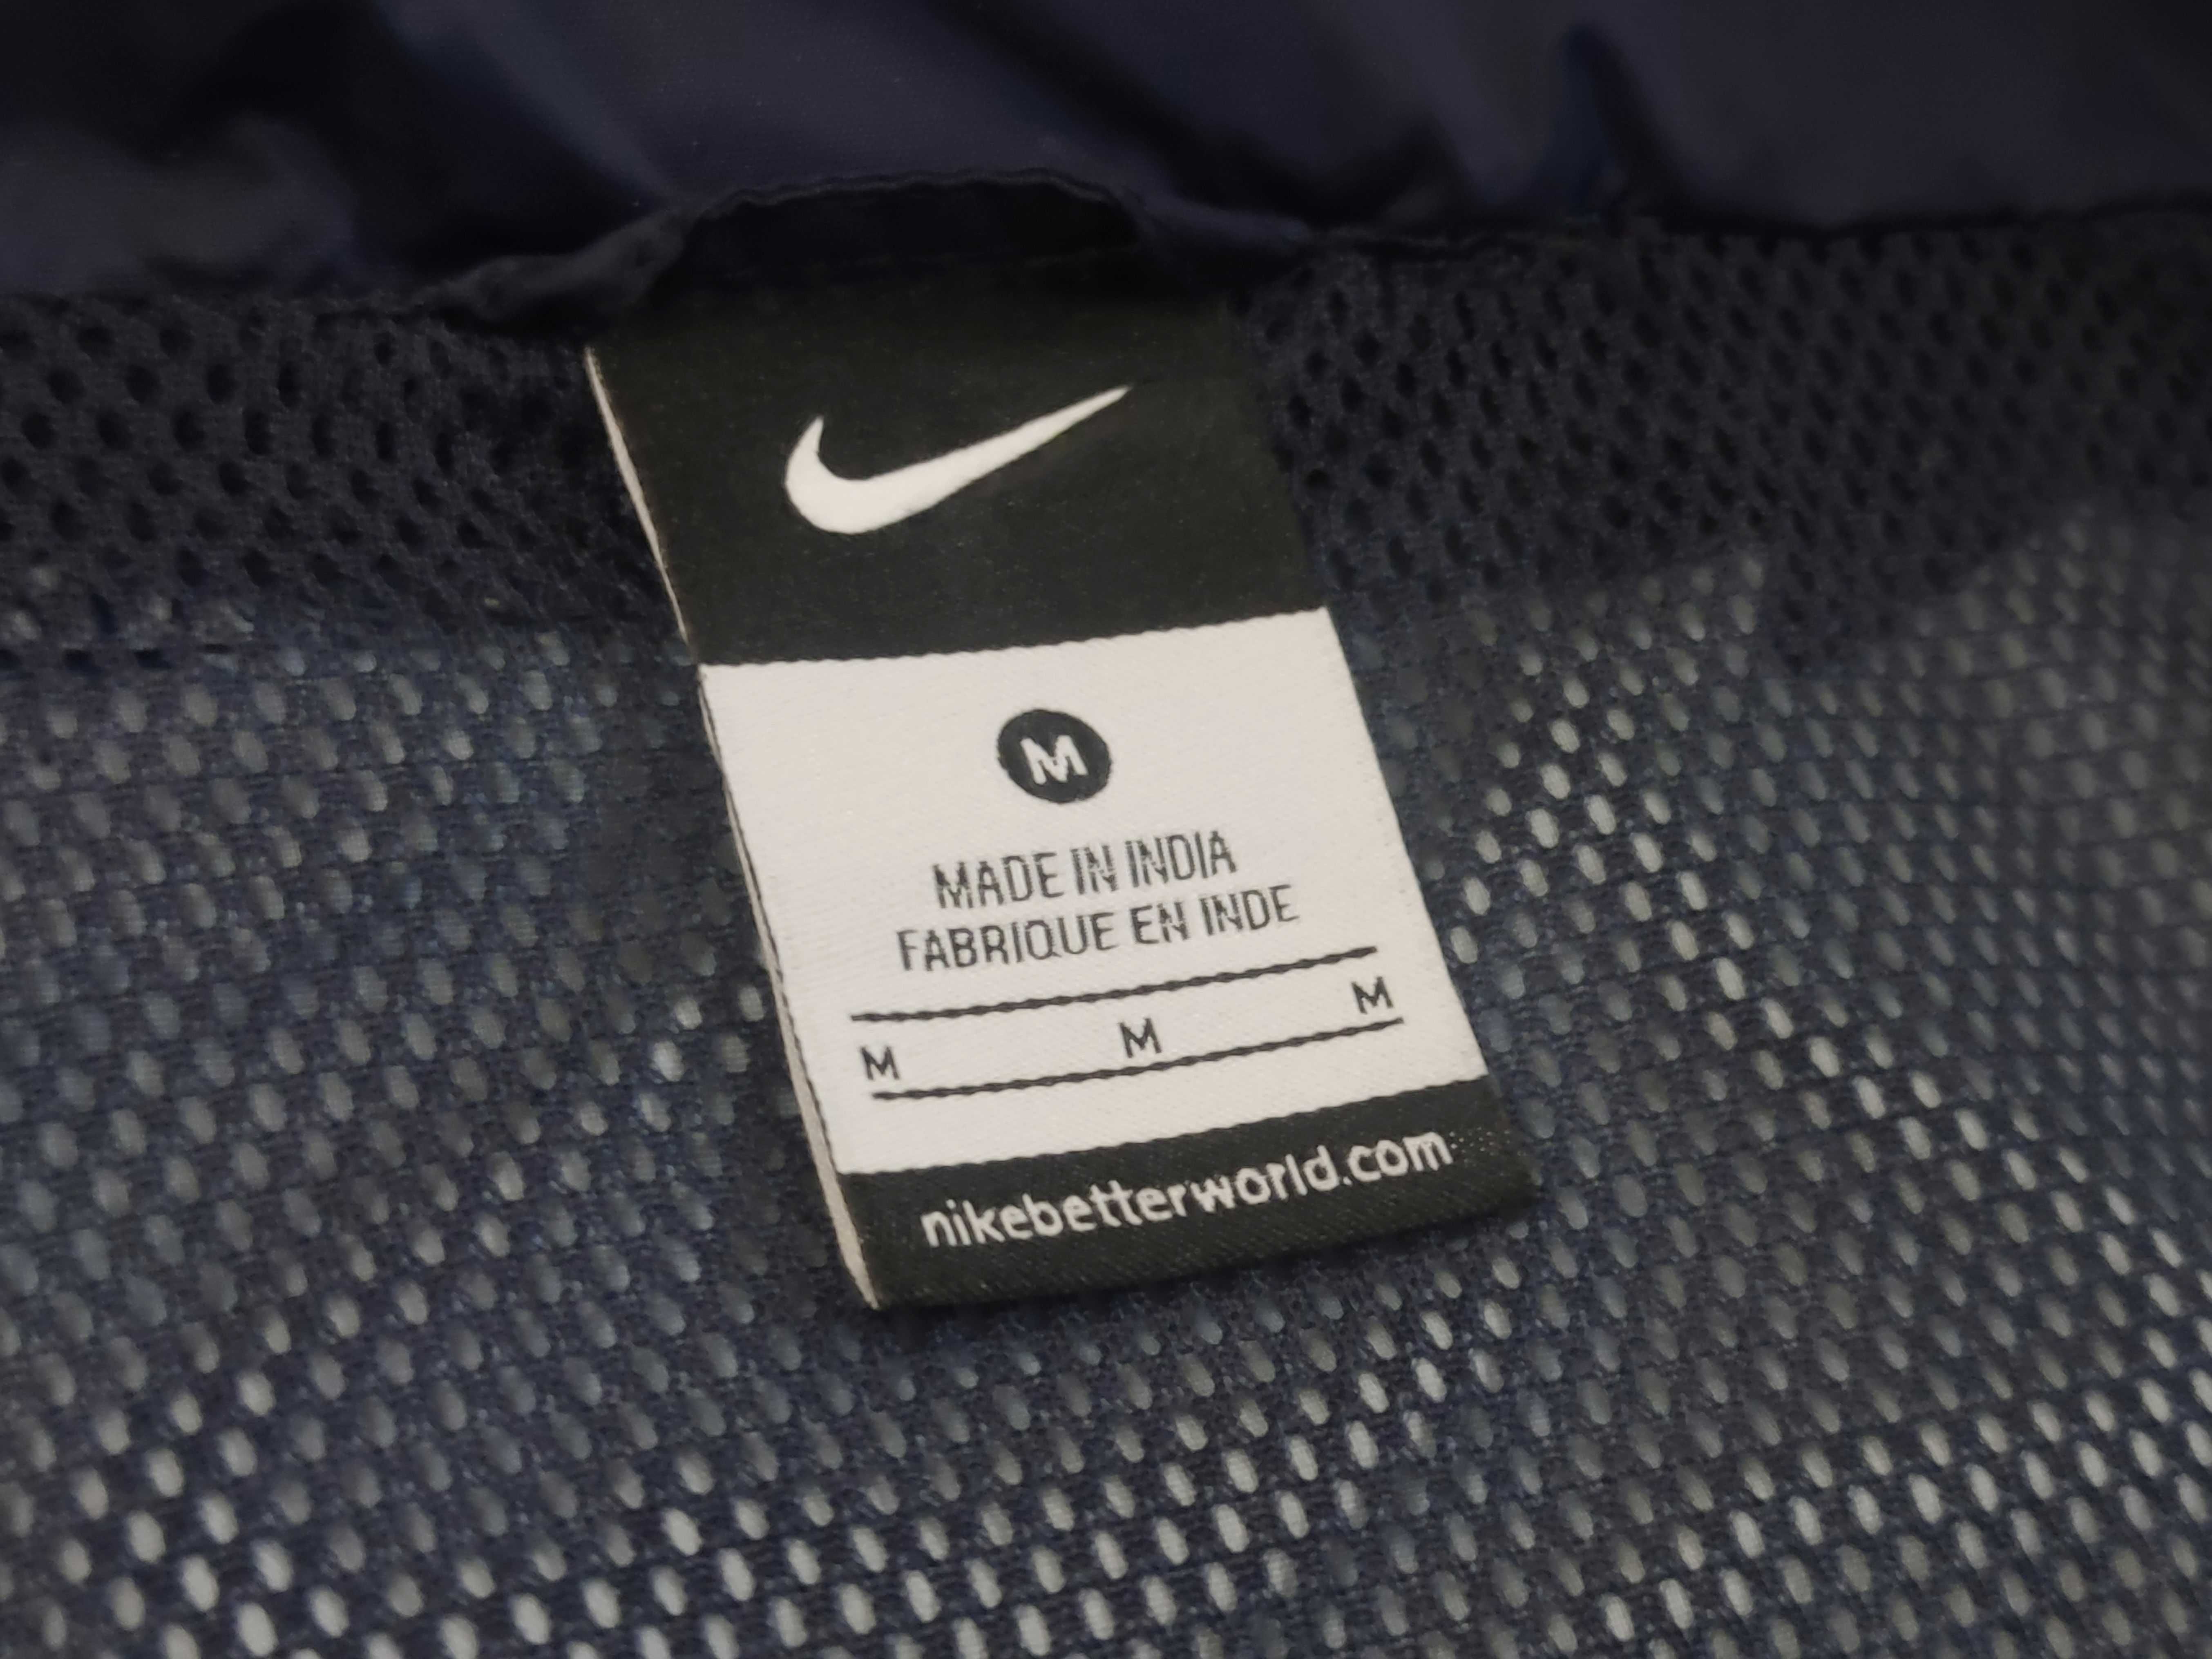 M
MADE IN INDIA
FABRIQUE EN INDE
M M M
nikebetterworld.com